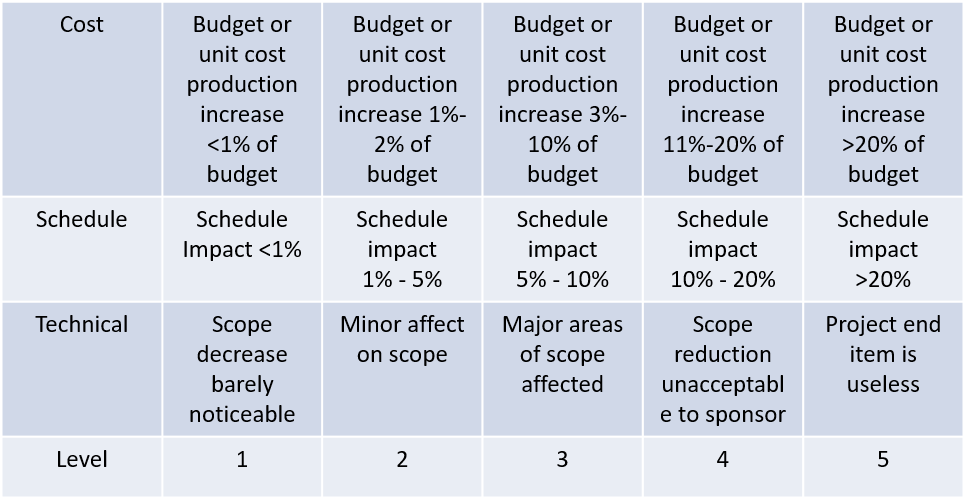 Cost
Budget or
unit cost
production
increase
<1% of
budget
Budget or
unit cost
production
increase 1%-
2% of
budget
Budget or
unit cost
production
increase 3%-
10% of
budget
Budget or
unit cost
production
increase
11%-20% of
budget
Budget or
unit cost
production
increase
>20% of
budget
Schedule
Schedule
Impact <1%
Schedule
impact
1% - 5%
Schedule
impact
5% - 10%
Schedule
impact
10% - 20%
Schedule
impact
>20%
Technical
Scope
decrease
barely
noticeable
Minor affect
on scope
Major areas
of scope
affected
Scope
reduction
unacceptabl
e to sponsor
Project end
item is
useless
Level
1
2
3
4
5